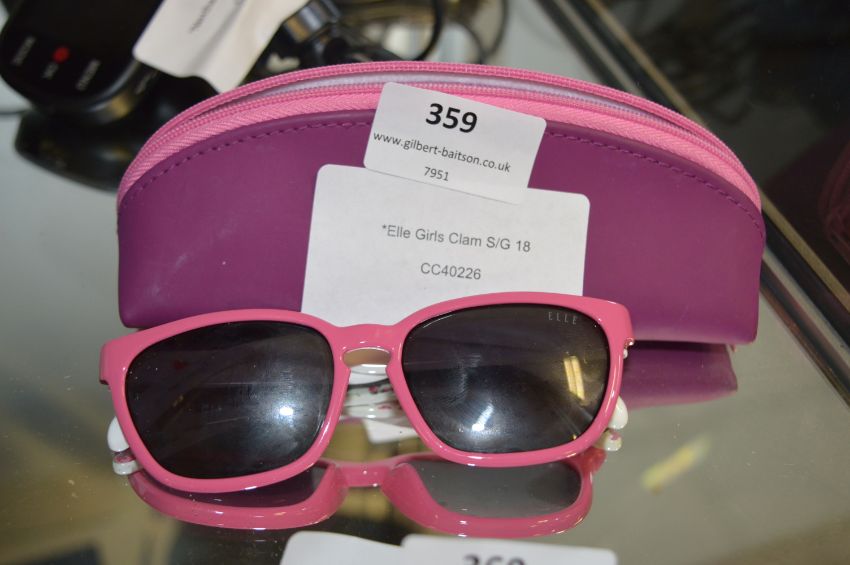 359
www.gilbert-baitson.co.uk
7951
*Elle Girls Clam S/G 18
CC40226
ELLE